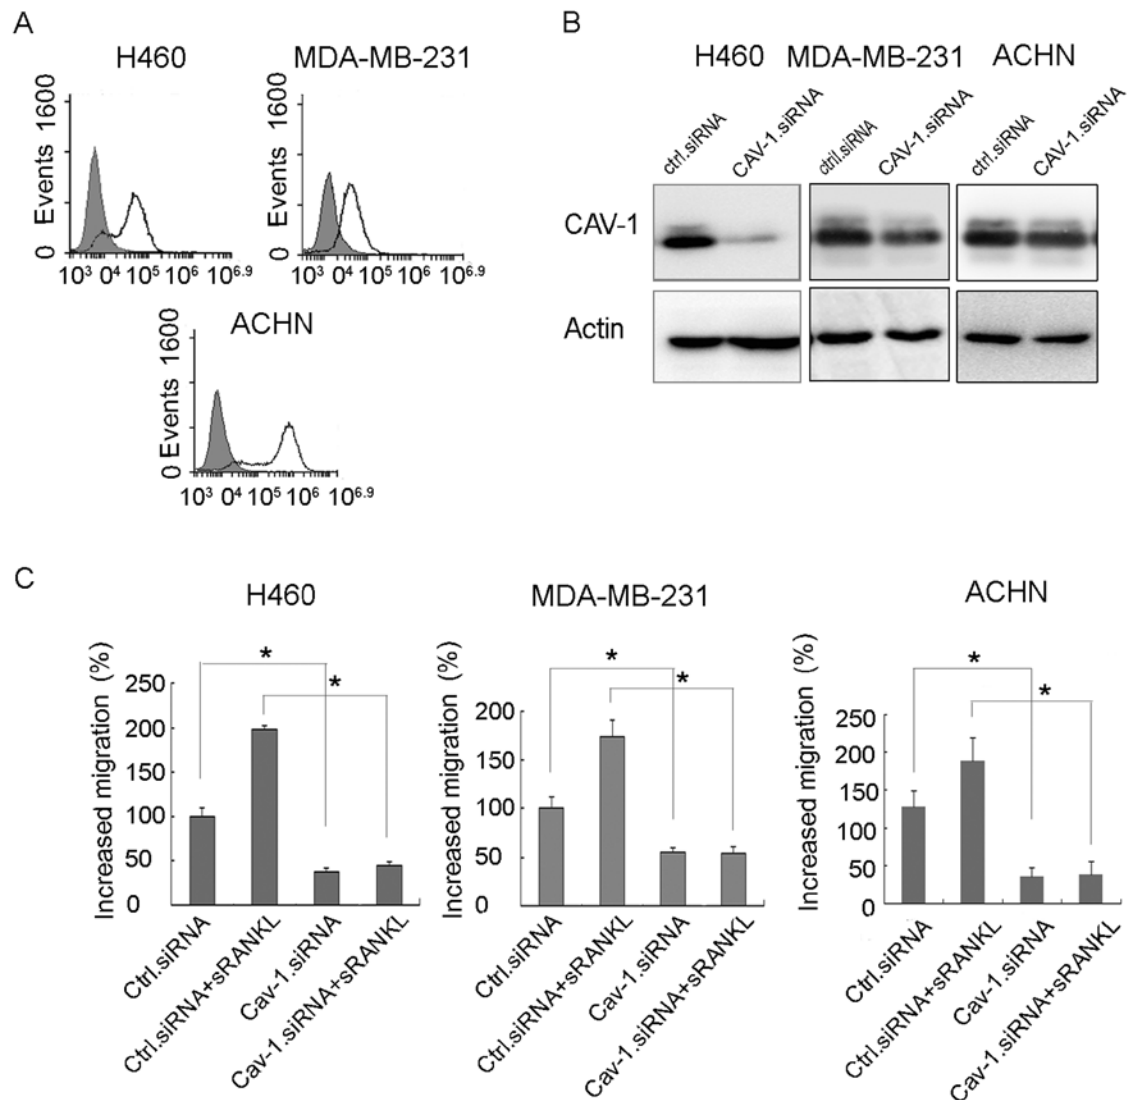 A
H460
MDA-MB-231
Events
0
1600
10³ 0⁴ 10⁵ 10⁶ 10⁶·⁹
Events
0
1600
10³ 0⁴ 10⁵ 10⁶ 10⁶·⁹
ACHN
Events
0
1600
10³ 0⁴ 10⁵ 10⁶ 10⁶·⁹
B
H460 MDA-MB-231 ACHN
ctrl.siRNA
CAV-1.siRNA
ctril.siRNA
CAV-1.siRNA
ctrl.siRNA
CAV-1.siRNA
CAV-1
Actin
C
H460
Increased migration (%)
250
200
150
100
50
0
*
*
Ctrl.siRNA
Ctrl.siRNA+sRANKL
Cav-1.siRNA
Cav-1.siRNA+sRANKL
MDA-MB-231
Increased migration (%)
200
150
100
50
0
*
*
Ctrl.siRNA
Ctrl.siRNA+sRANKL
Cav-1.siRNA
Cav-1.siRNA+sRANKL
ACHN
Increased migration (%)
250
200
150
100
50
0
*
*
Ctrl.siRNA
Ctrl.siRNA+sRANKL
Cav-1.siRNA
Cav-1.siRNA+sRANKL